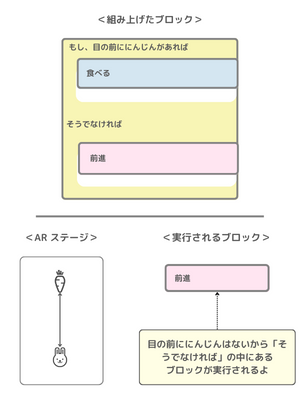 ＜組み上げたブロック＞
もし、目の前ににんじんがあれば
食べる
そうでなければ
前進
＜AR ステージ＞
＜実行されるブロック＞
前進
目の前ににんじんはないから「そ
うでなければ」の中にある
ブロックが実行されるよ